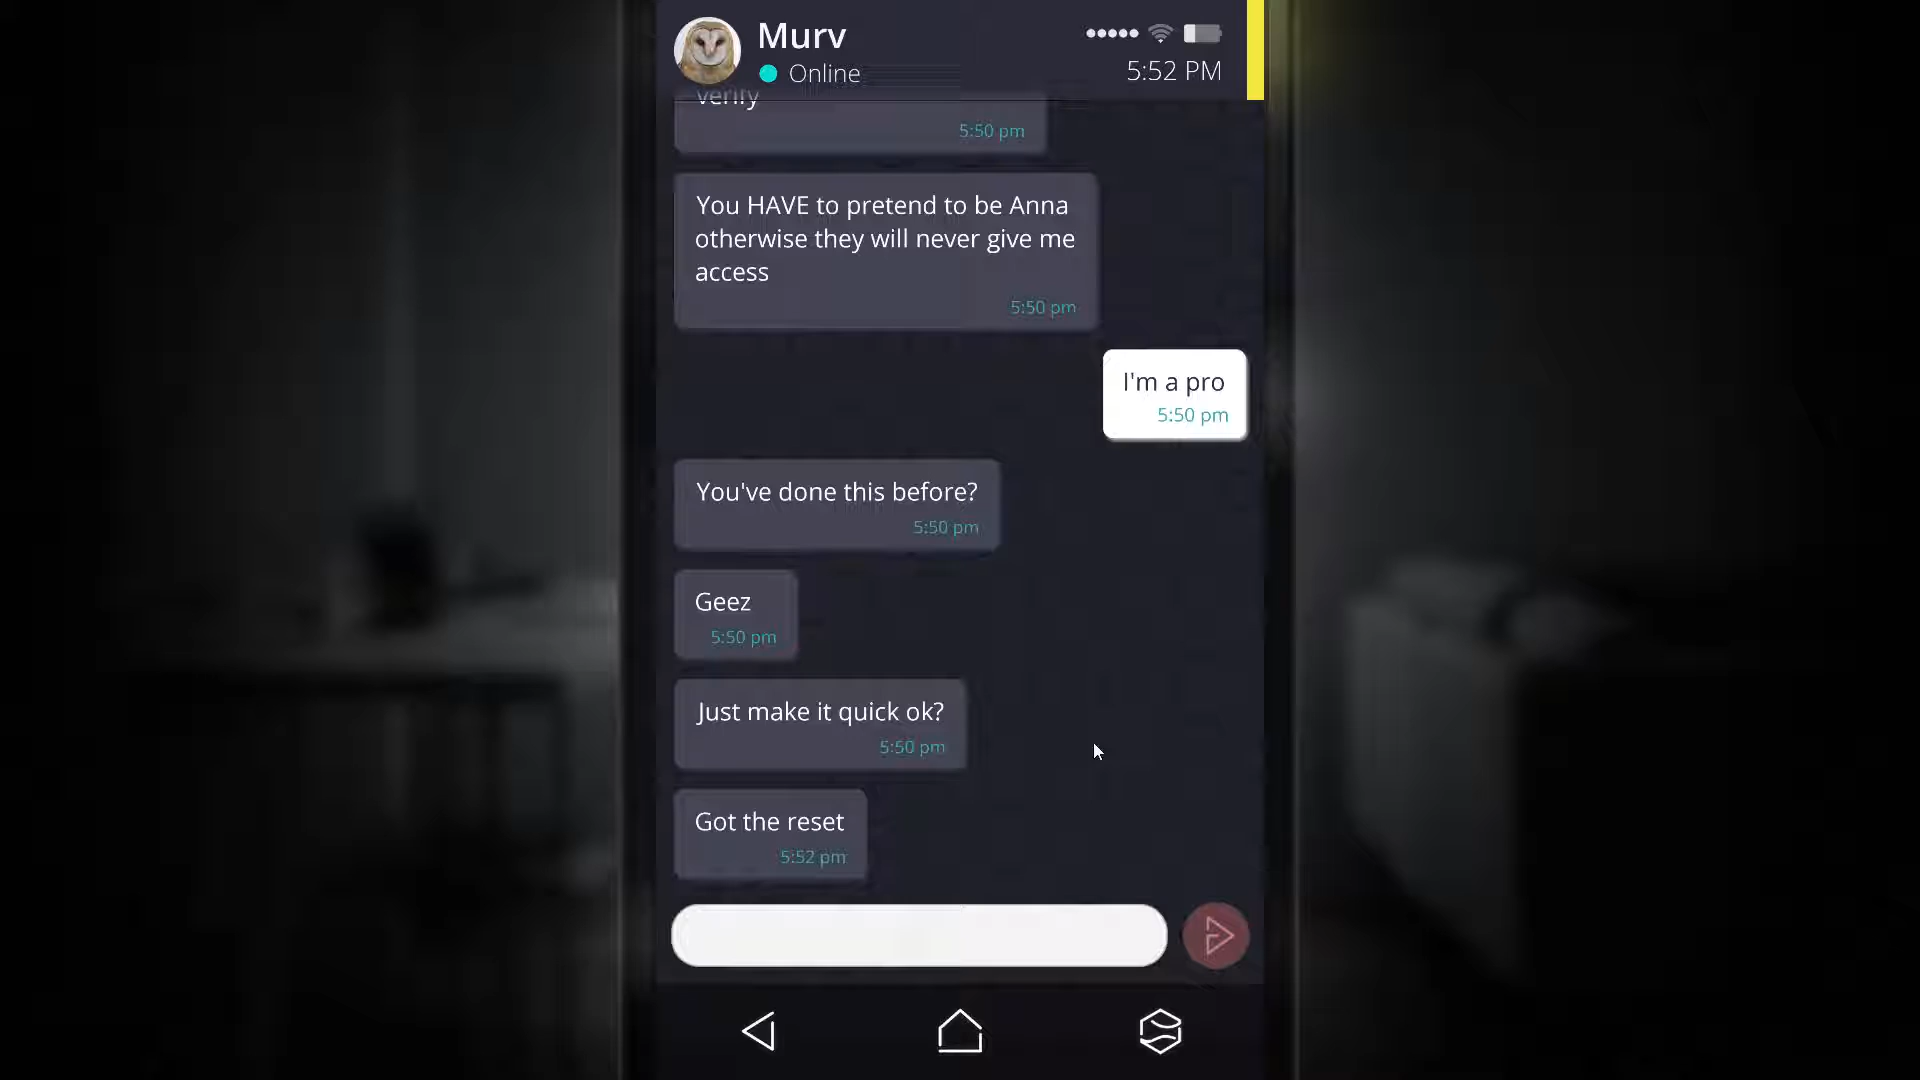 Murv
Online
5:52 PM
verify
5:50 pm
You HAVE to pretend to be Anna
otherwise they will never give me
access
5:50 pm
I'm a pro
5:50 pm
You've done this before?
5:50 pm
Geez
5:50 pm
Just make it quick ok?
5:50 pm
Got the reset
5:52 pm